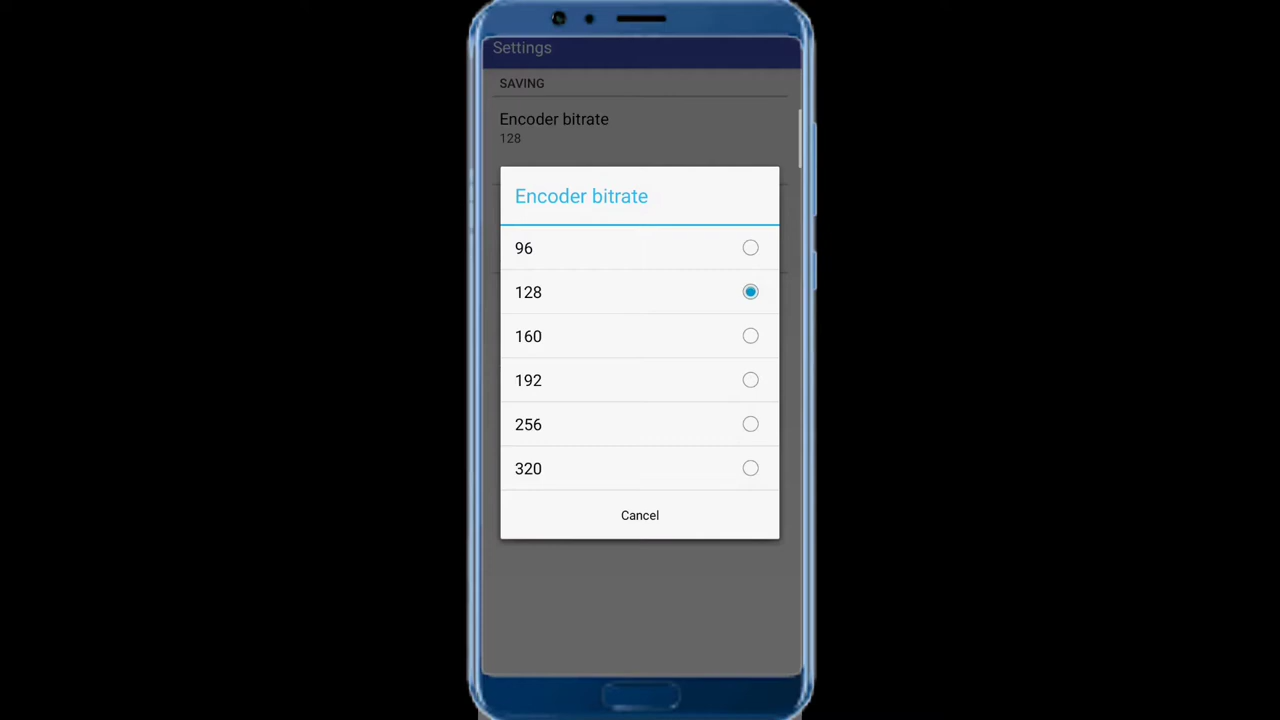 Settings
SAVING
Encoder bitrate
128
Encoder bitrate
96
128
160
192
256
320
Cancel